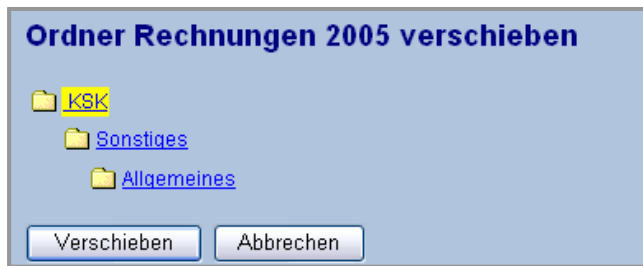 Ordner Rechnungen 2005 verschieben
KSK
Sonstiges
Allgemeines
Verschieben Abbrechen